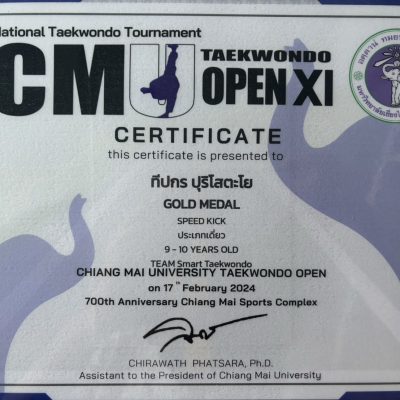 National Taekwondo Tournament
CMU TAEKWONDO
OPEN XI
CERTIFICATE
this certificate is presented to
ทีปกร ปุริโสตะโย
GOLD MEDAL
SPEED KICK
ประเภทเดี่ยว
9 - 10 YEARS OLD
TEAM Smart Taekwondo
CHIANG MAI UNIVERSITY TAEKWONDO OPEN
on 17th February 2024
700th Anniversary Chiang Mai Sports Complex
CHIRAWATH PHATSARA, Ph.D.
Assistant to the President of Chiang Mai University